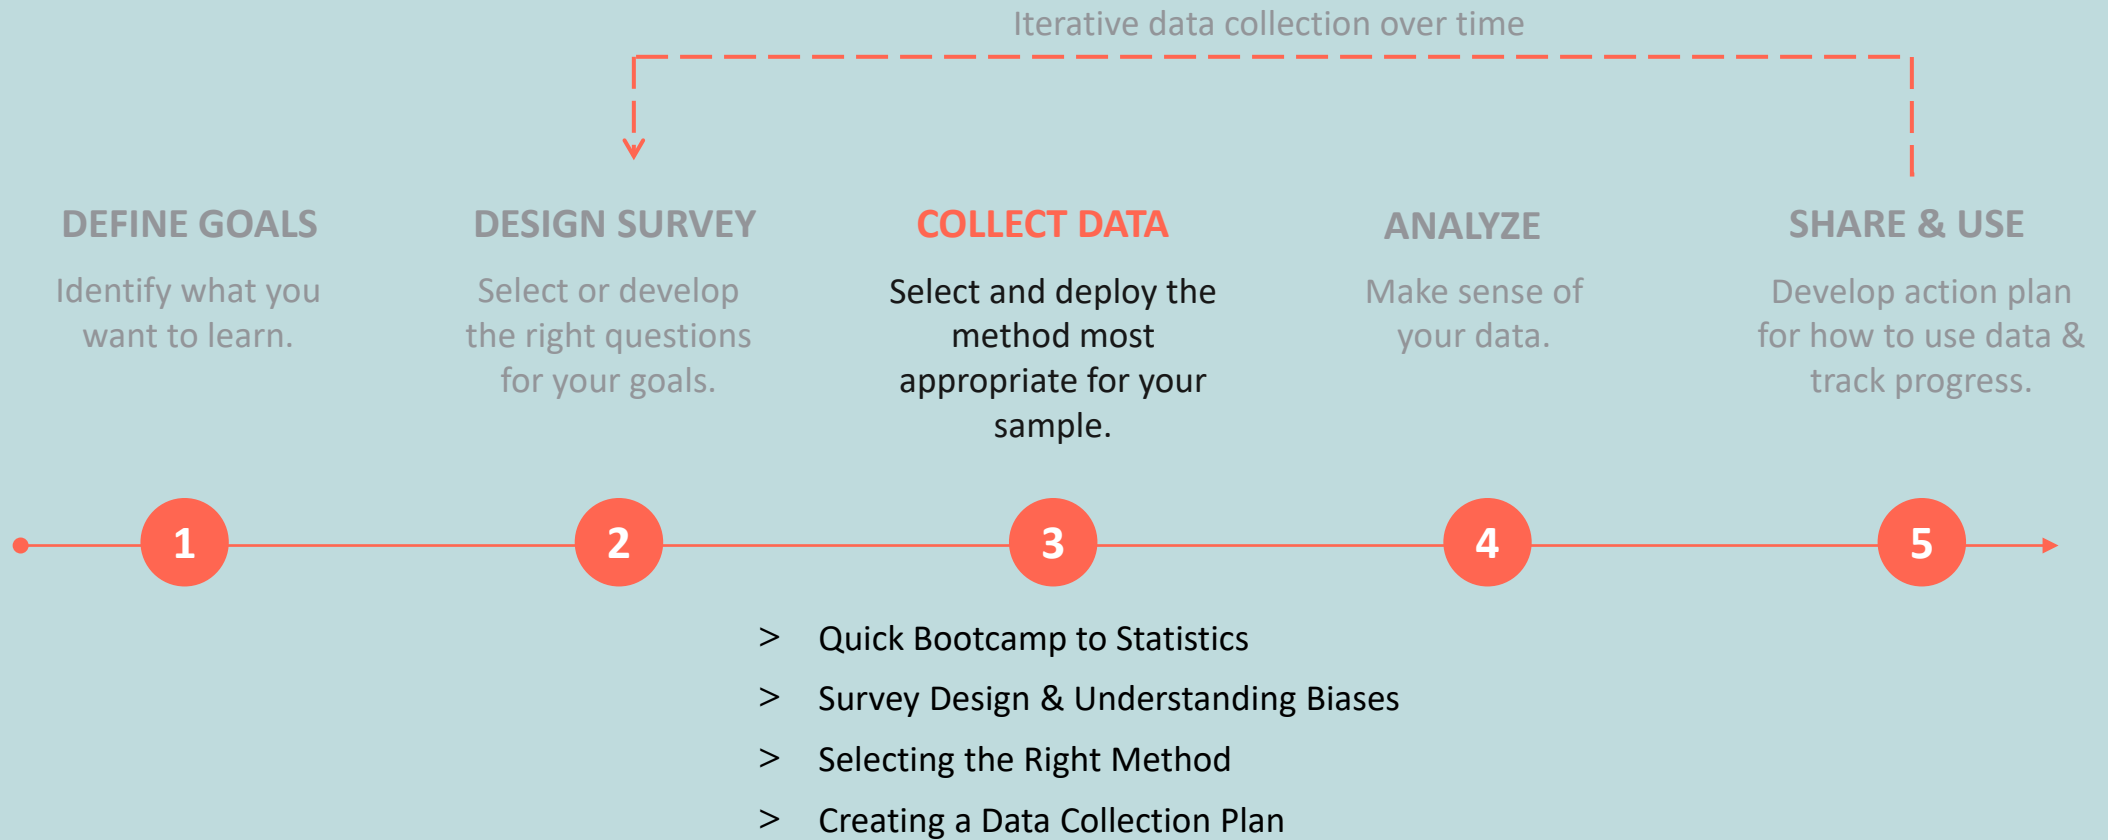 Iterative data collection over time
DEFINE GOALS
Identify what you
want to learn.
DESIGN SURVEY
Select or develop
the right questions
for your goals.
COLLECT DATA
Select and deploy the
method most
appropriate for your
sample.
ANALYZE
Make sense of
your data.
SHARE & USE
Develop action plan
for how to use data &
track progress.
1
2
3
4
5
> Quick Bootcamp to Statistics
> Survey Design & Understanding Biases
> Selecting the Right Method
> Creating a Data Collection Plan